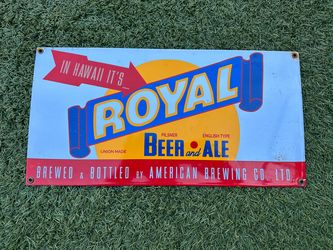 IN HAWAII IT'S
ROYAL
PILSNER ENGLISH-TYPE
BEER and ALE
UNION MADE
BREWED & BOTTLED BY AMERICAN BREWING CO. LTD.